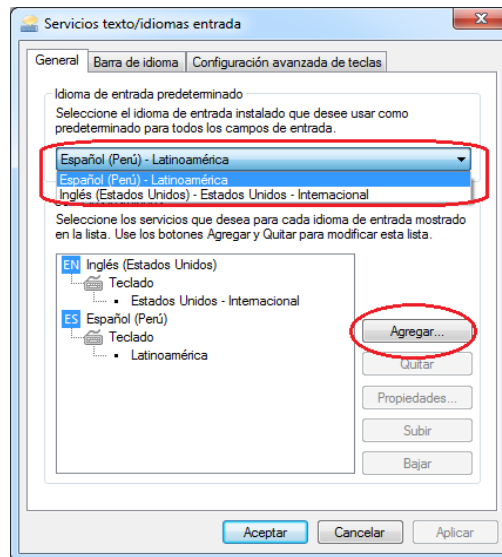 Servicios texto/idiomas entrada
General
Barra de idioma
Configuración avanzada de teclas
Idioma de entrada predeterminado
Seleccione el idioma de entrada instalado que desee usar como
predeterminado para todos los campos de entrada.
Español (Perú) - Latinoamérica
Español (Perú) - Latinoamérica
Inglés (Estados Unidos) - Estados Unidos - Internacional
Seleccione los servicios que desea para cada idioma de entrada mostrado
en la lista. Use los botones Agregar y Quitar para modificar esta lista.
EN Inglés (Estados Unidos)
Teclado
Estados Unidos - Internacional
ES Español (Perú)
Teclado
Latinoamérica
Agregar...
Quitar
Propiedades...
Subir
Bajar
Aceptar
Cancelar
Aplicar